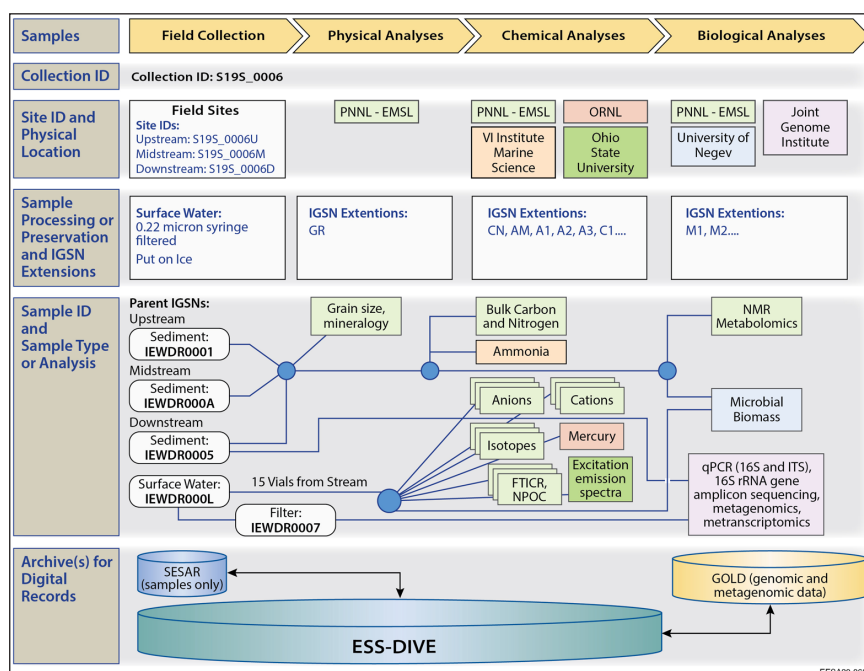 Samples
Field Collection
Physical Analyses
Chemical Analyses
Biological Analyses
Collection ID
Collection ID: S19S_0006
Site ID and
Physical
Location
Field Sites
Site IDs:
Upstream: S19S_0006U
Midstream: S19S_0006M
Downstream: S19S_0006D
PNNL - EMSL
PNNL - EMSL
ORNL
VI Institute
Marine
Science
Ohio
State
University
PNNL - EMSL
University of
Negev
Joint
Genome
Institute
Sample
Processing or
Preservation
and IGSN
Extensions
Surface Water:
0.22 micron syringe
filtered
Put on Ice
IGSN Extentions:
GR
IGSN Extentions:
CN, AM, A1, A2, A3, C1....
IGSN Extentions:
M1, M2....
Sample ID
and
Sample Type
or Analysis
Parent IGSNs:
Upstream
Sediment:
IEWDR0001
Midstream
Sediment:
IEWDR000A
Downstream
Sediment:
IEWDR0005
Surface Water:
IEWDR000L
15 Vials from Stream
Filter:
IEWDR0007
Grain size,
mineralogy
Bulk Carbon
and Nitrogen
Ammonia
Anions
Cations
Isotopes
Mercury
FTICR,
NPOC
Excitation
emission
spectra
NMR
Metabolomics
Microbial
Biomass
qPCR (16S and ITS),
16S rRNA gene
amplicon sequencing,
metagenomics,
metranscriptomics
Archive(s) for
Digital
Records
SESAR
(samples only)
ESS-DIVE
GOLD (genomic and
metagenomic data)